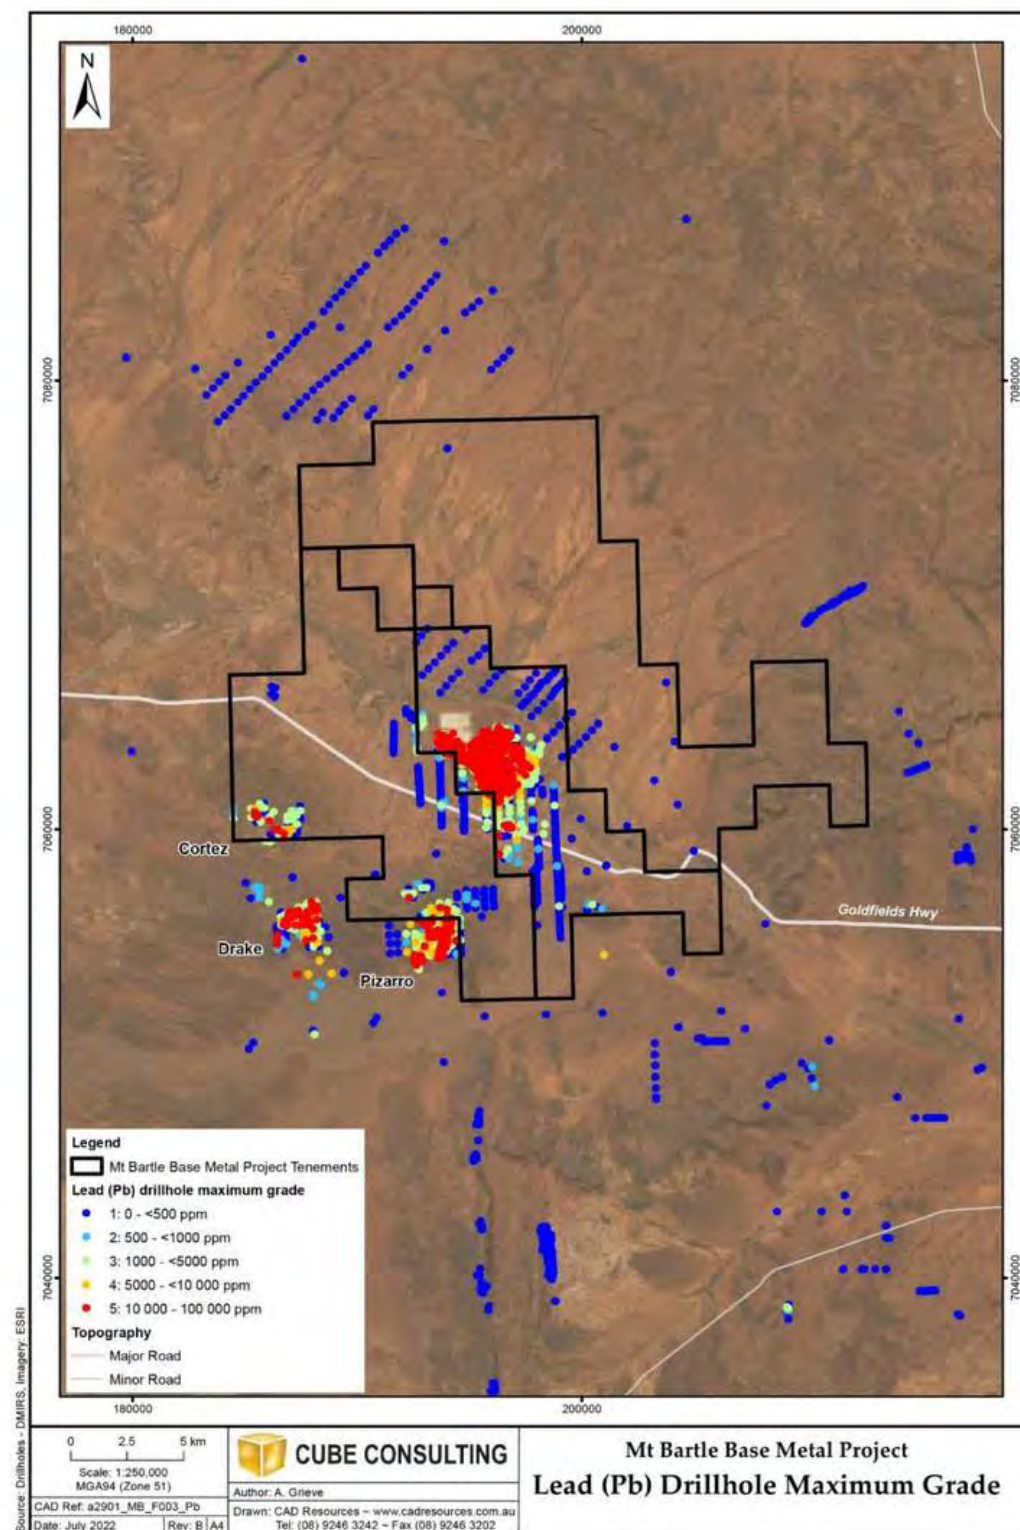 180000
200000
N
7080000
7080000
7060000
7060000
Cortez
Goldfields Hwy
Drake
Pizarro
Legend
Mt Bartle Base Metal Project Tenements
Lead (Pb) drillhole maximum grade
1: 0 - <500 ppm
2: 500 - <1000 ppm
3: 1000 - <5000 ppm
4: 5000 - <10 000 ppm
5: 10 000 - 100 000 ppm
Topography
Major Road
Minor Road
7040000
7040000
180000
200000
Source: Drillholes - DMIRS, Imagery: ESRI
0 2.5 5 km
Scale: 1:250,000
MGA94 (Zone 51)
CAD Ref: a2901_MB_F003_Pb
Date: July 2022
Rev: B
A4
CUBE CONSULTING
Author: A. Grieve
Drawn: CAD Resources ~ www.cadresources.com.au
Tel: (08) 9246 3242 ~ Fax (08) 9246 3202
Mt Bartle Base Metal Project
Lead (Pb) Drillhole Maximum Grade